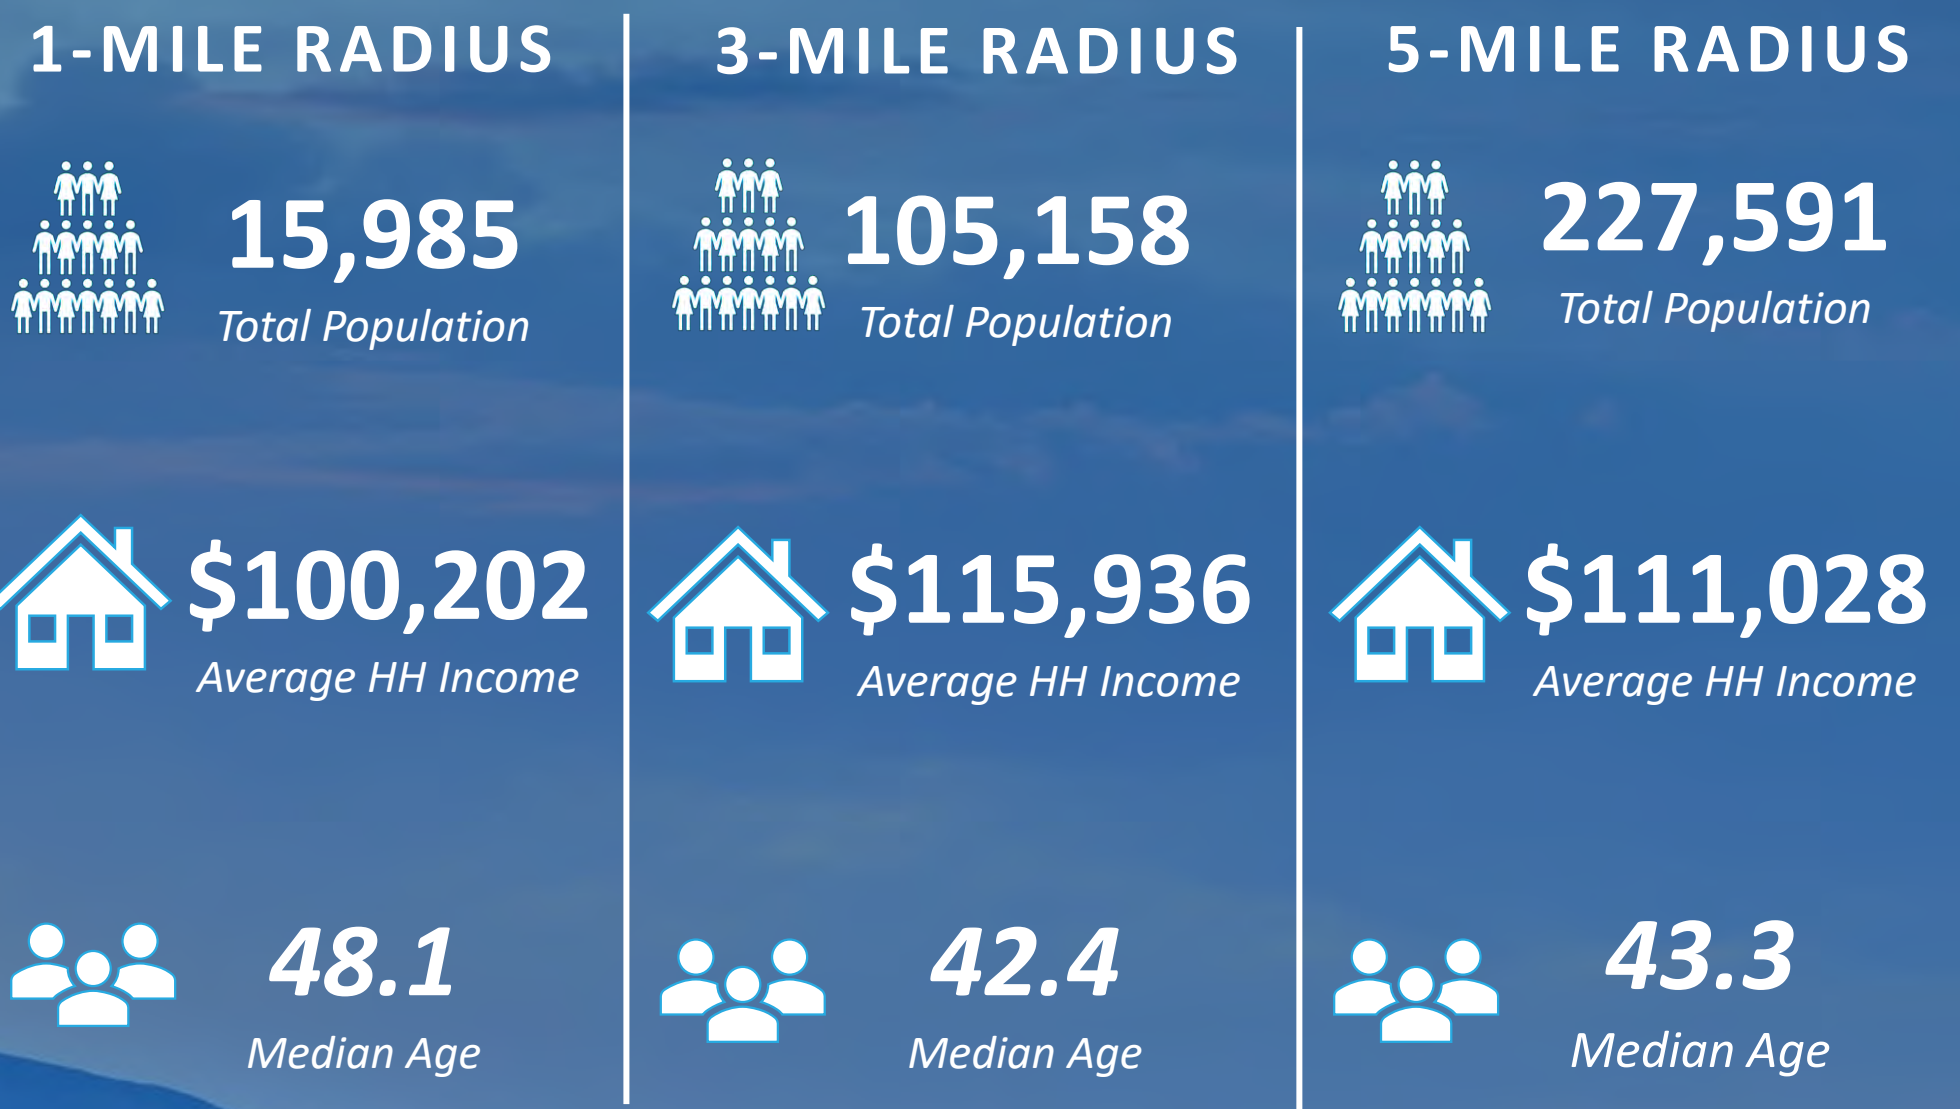 1-MILE RADIUS
15,985
Total Population
$100,202
Average HH Income
48.1
Median Age
3-MILE RADIUS
105,158
Total Population
$115,936
Average HH Income
42.4
Median Age
5-MILE RADIUS
227,591
Total Population
$111,028
Average HH Income
43.3
Median Age